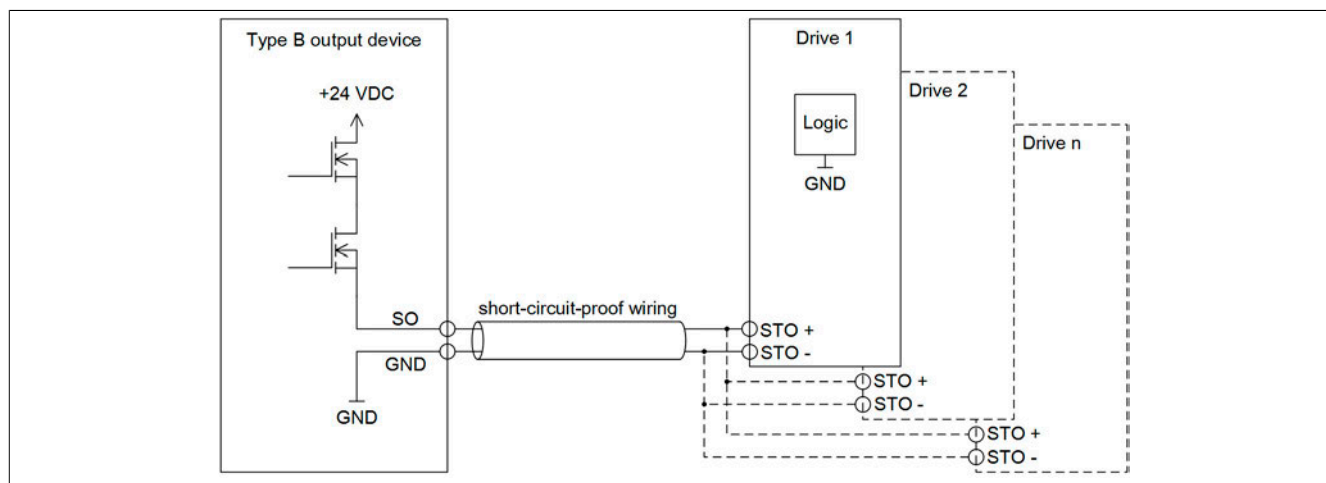 Type B output device
+24 VDC
SO
GND
GND
short-circuit-proof wiring
Drive 1
Logic
GND
STO +
STO -
Drive 2
STO +
STO -
Drive n
STO +
STO -